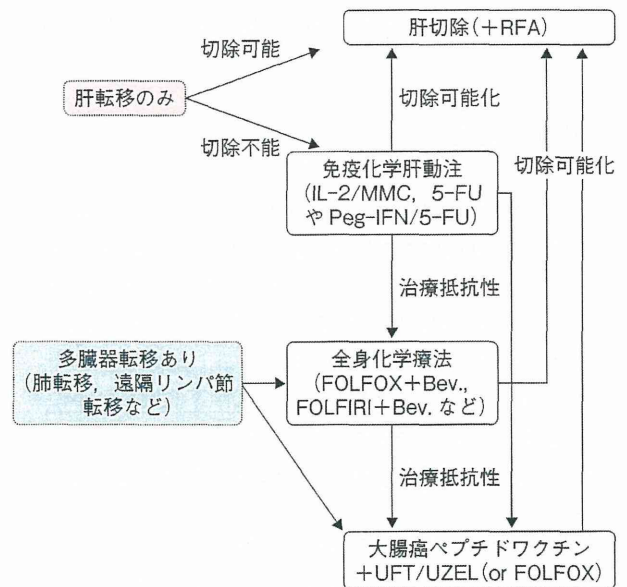 肝切除(+RFA)
切除可能
肝転移のみ
切除可能化
切除不能
切除可能化
免疫化学肝動注
(IL-2/MMC, 5-FU
や Peg-IFN/5-FU)
治療抵抗性
多臓器転移あり
(肺転移, 遠隔リンパ節
転移など)
全身化学療法
(FOLFOX+Bev.,
FOLFIRI+Bev. など)
治療抵抗性
大腸癌ペプチドワクチン
+UFT/UZEL(or FOLFOX)